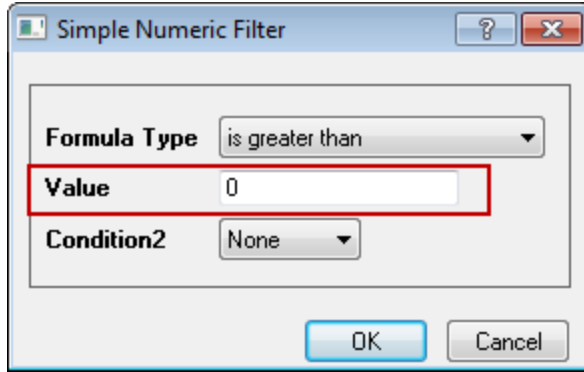 Simple Numeric Filter ?
Formula Type is greater than
Value 0
Condition2 None
OK Cancel